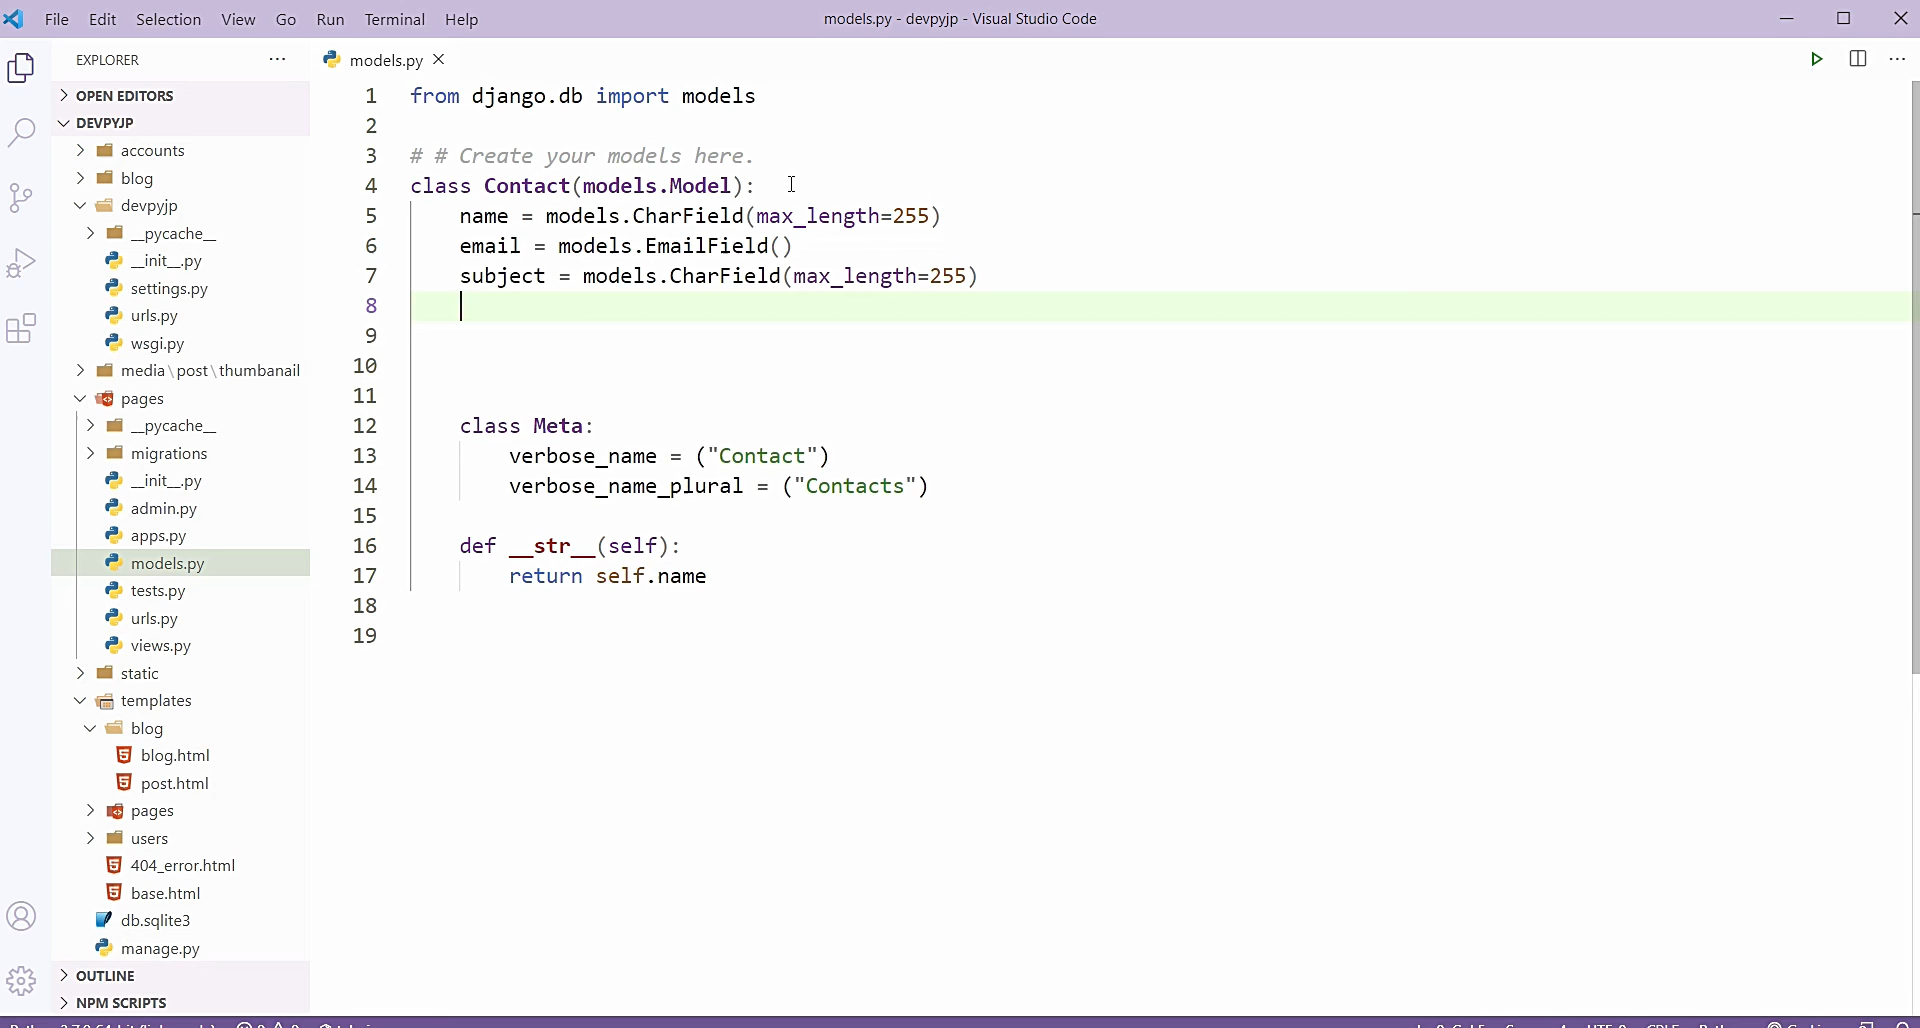 File Edit Selection View Go Run Terminal Help
models.py - devpyjp - Visual Studio Code
EXPLORER
models.py
OPEN EDITORS
DEVPYJP
accounts
blog
devpyjp
__pycache__
__init__.py
settings.py
urls.py
wsgi.py
media\post\thumbanail
pages
__pycache__
migrations
__init__.py
admin.py
apps.py
models.py
tests.py
urls.py
views.py
static
templates
blog
blog.html
post.html
pages
users
404_error.html
base.html
db.sqlite3
manage.py
OUTLINE
NPM SCRIPTS
1 from django.db import models
2
3 # # Create your models here.
4 class Contact(models.Model):
5 name = models.CharField(max_length=255)
6 email = models.EmailField()
7 subject = models.CharField(max_length=255)
8
9
10
11
12 class Meta:
13 verbose_name = ("Contact")
14 verbose_name_plural = ("Contacts")
15
16 def __str__(self):
17 return self.name
18
19